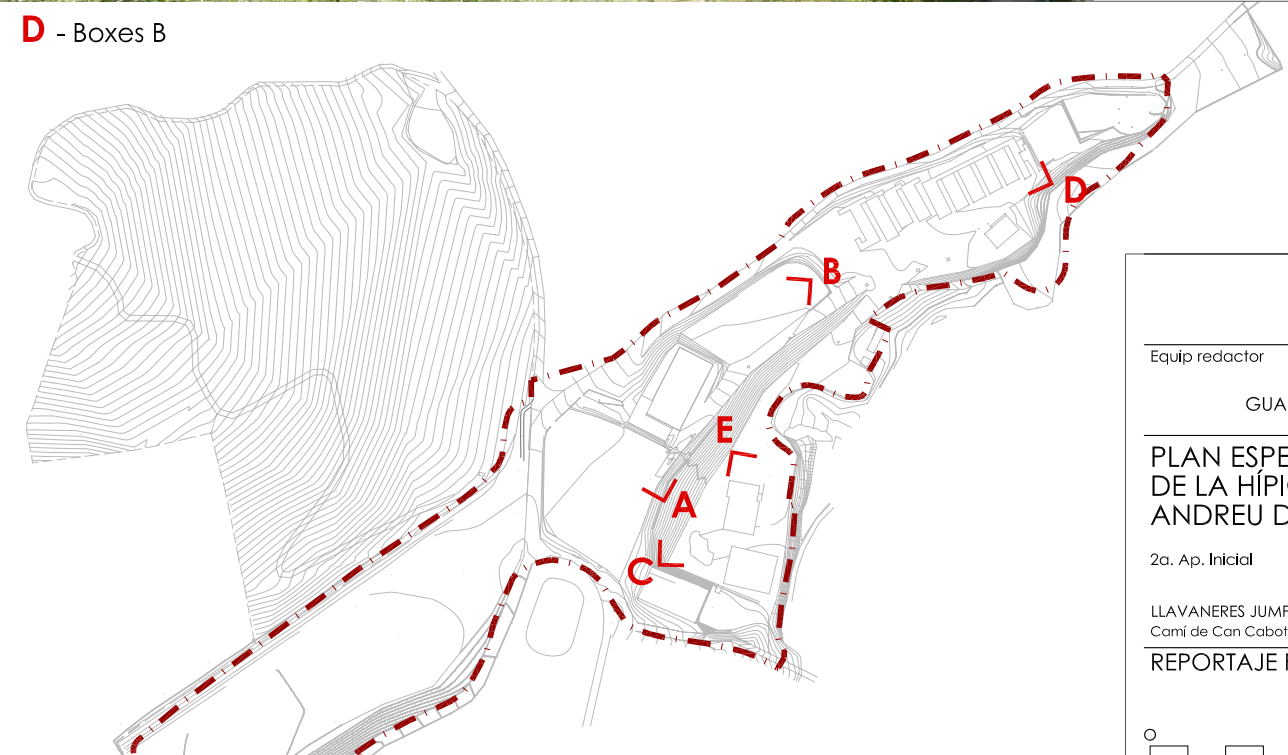 D - Boxes B
D
B
E
A
C
Equip redactor
GUA
PLAN ESPE
DE LA HÍPI
ANDREU D
2a. Ap. Inicial
LLAVANERES JUMP
Camí de Can Cabot
REPORTAJE